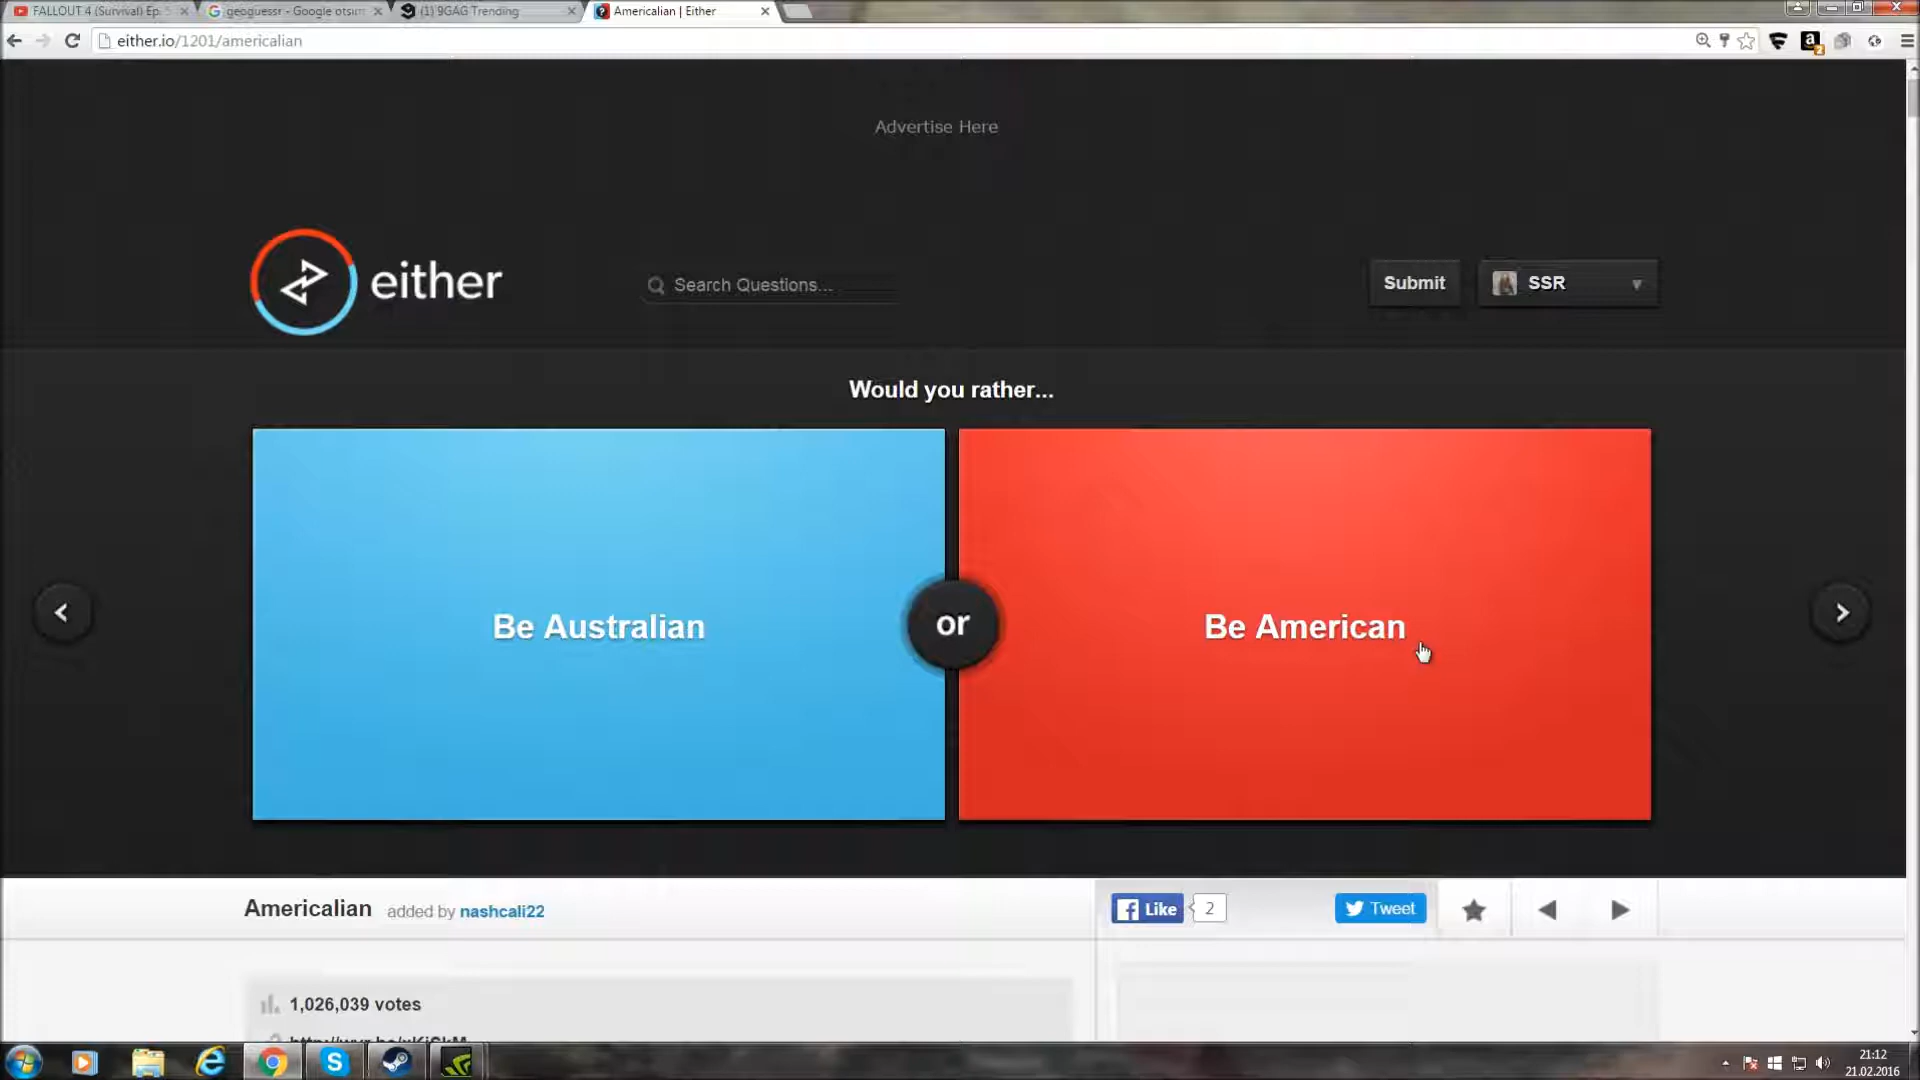 FALLOUT 4 (Survival) Ep.
geoguessr - Google otsin
(1) 9GAG Trending
Americalian | Either
either.io/1201/americalian
Advertise Here
either
Search Questions...
Submit
SSR
Would you rather...
Be Australian
or
Be American
Americalian added by nashcali22
Like
2
Tweet
1,026,039 votes
21:12
21.02.2016